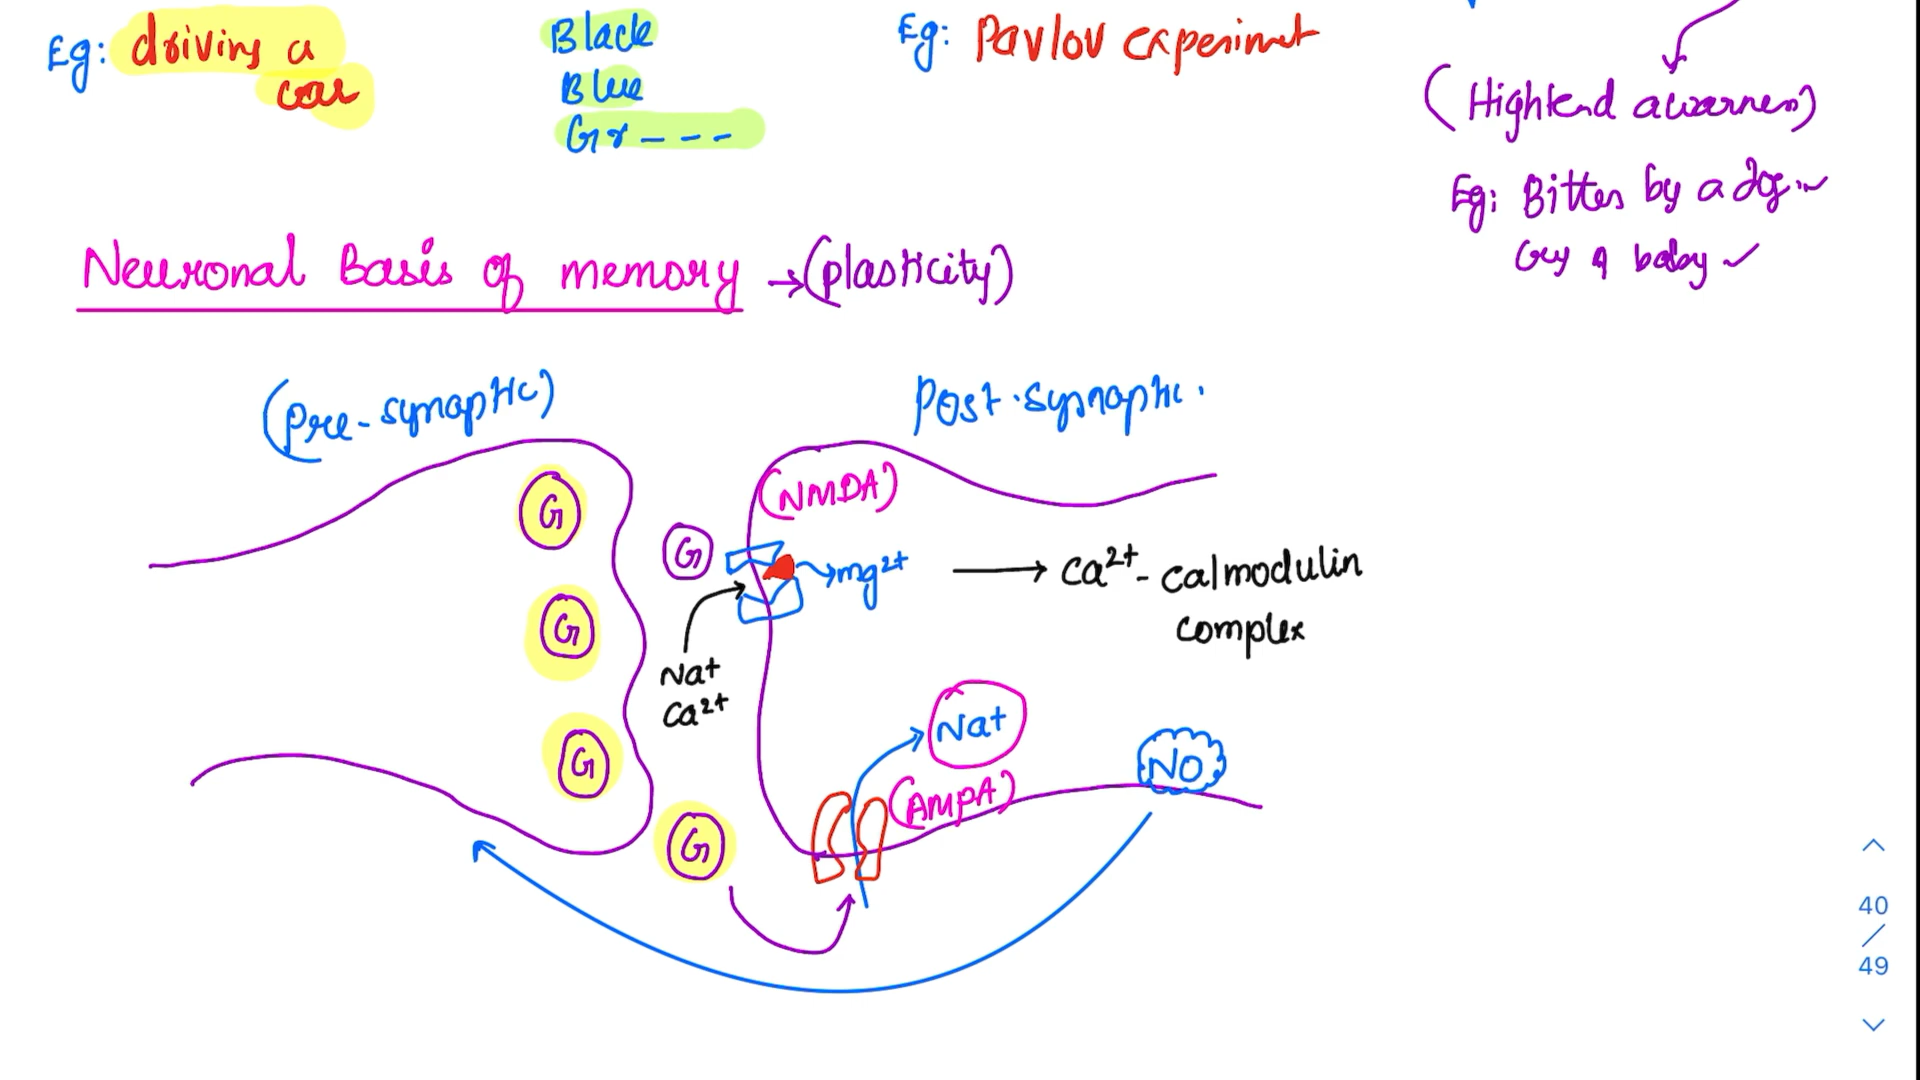 Eg: driving a
car
Black
Blue
Gr - - -
Eg: Pavlov experiment
(Hightend awarness)
Eg: Bitten by a dog
Cry of baby
Neuronal Basis of memory → (plasticity)
(Pre-synaptic)
Post-synaptic.
(NMDA)
G
G
G
G
G
mg2+
→ Ca2+ - calmodulin
complex
Na+
Ca2+
Na+
(AMPA)
NO
40
/
49